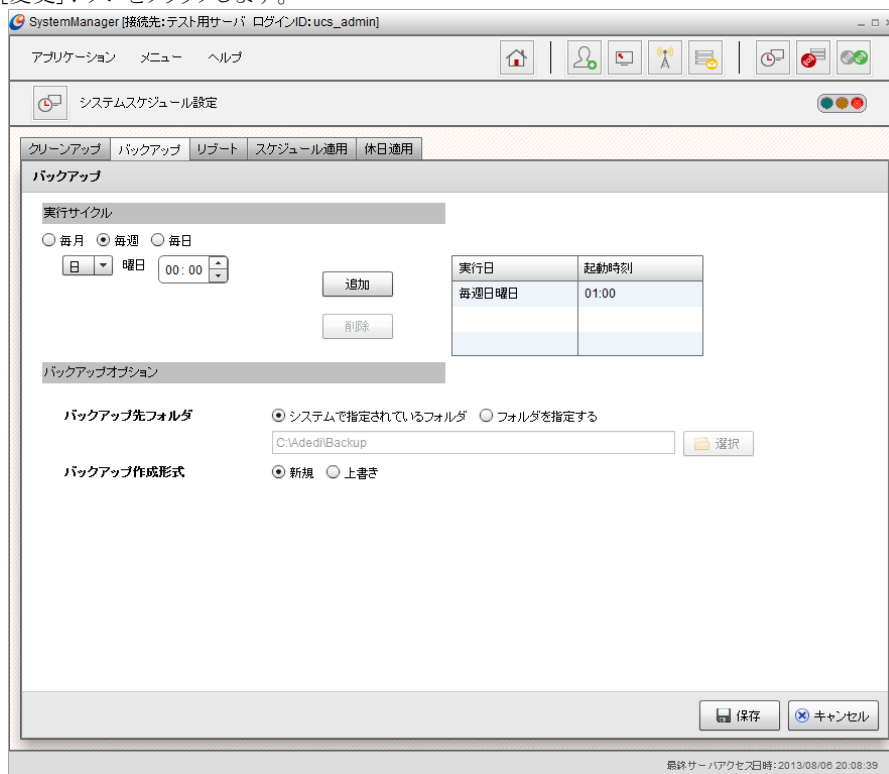 [変更]ボタンをクリックします。
SystemManager [接続先:テスト用サーバ ログインID:ucs_admin]
アプリケーション メニュー ヘルプ
システムスケジュール設定
クリーンアップ バックアップ リブート スケジュール適用 休日適用
バックアップ
実行サイクル
毎月 毎週 毎日
日 曜日 00:00
追加
削除
実行日 起動時刻
毎週日曜日 01:00
バックアップオプション
バックアップ先フォルダ システムで指定されているフォルダ フォルダを指定する
C:\Adedi\Backup 選択
バックアップ作成形式 新規 上書き
保存 キャンセル
最終サーバアクセス日時:2013/08/06 20:08:39